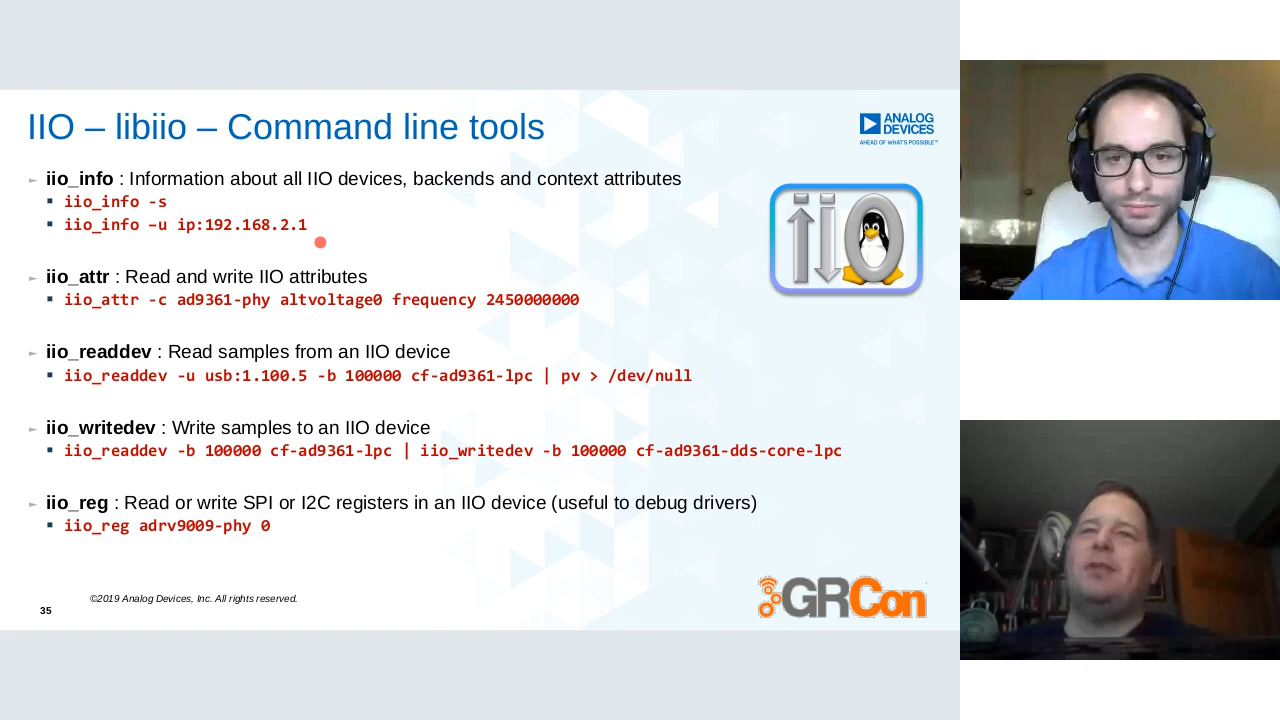 IIO – libiio – Command line tools
ANALOG
DEVICES
AHEAD OF WHAT'S POSSIBLE™
► iio_info : Information about all IIO devices, backends and context attributes
▪ iio_info -s
▪ iio_info –u ip:192.168.2.1
iio
► iio_attr : Read and write IIO attributes
▪ iio_attr -c ad9361-phy altvoltage0 frequency 2450000000
► iio_readdev : Read samples from an IIO device
▪ iio_readdev -u usb:1.100.5 -b 100000 cf-ad9361-lpc | pv > /dev/null
► iio_writedev : Write samples to an IIO device
▪ iio_readdev -b 100000 cf-ad9361-lpc | iio_writedev -b 100000 cf-ad9361-dds-core-lpc
► iio_reg : Read or write SPI or I2C registers in an IIO device (useful to debug drivers)
▪ iio_reg adrv9009-phy 0
©2019 Analog Devices, Inc. All rights reserved.
35
GRCon